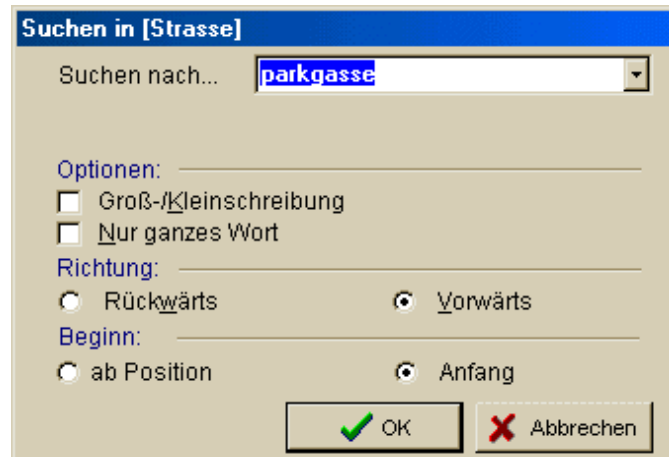 Suchen in [Strasse]
Suchen nach... parkgasse
Optionen:
Groß-/Kleinschreibung
Nur ganzes Wort
Richtung:
Rückwärts Vorwärts
Beginn:
ab Position Anfang
OK Abbrechen